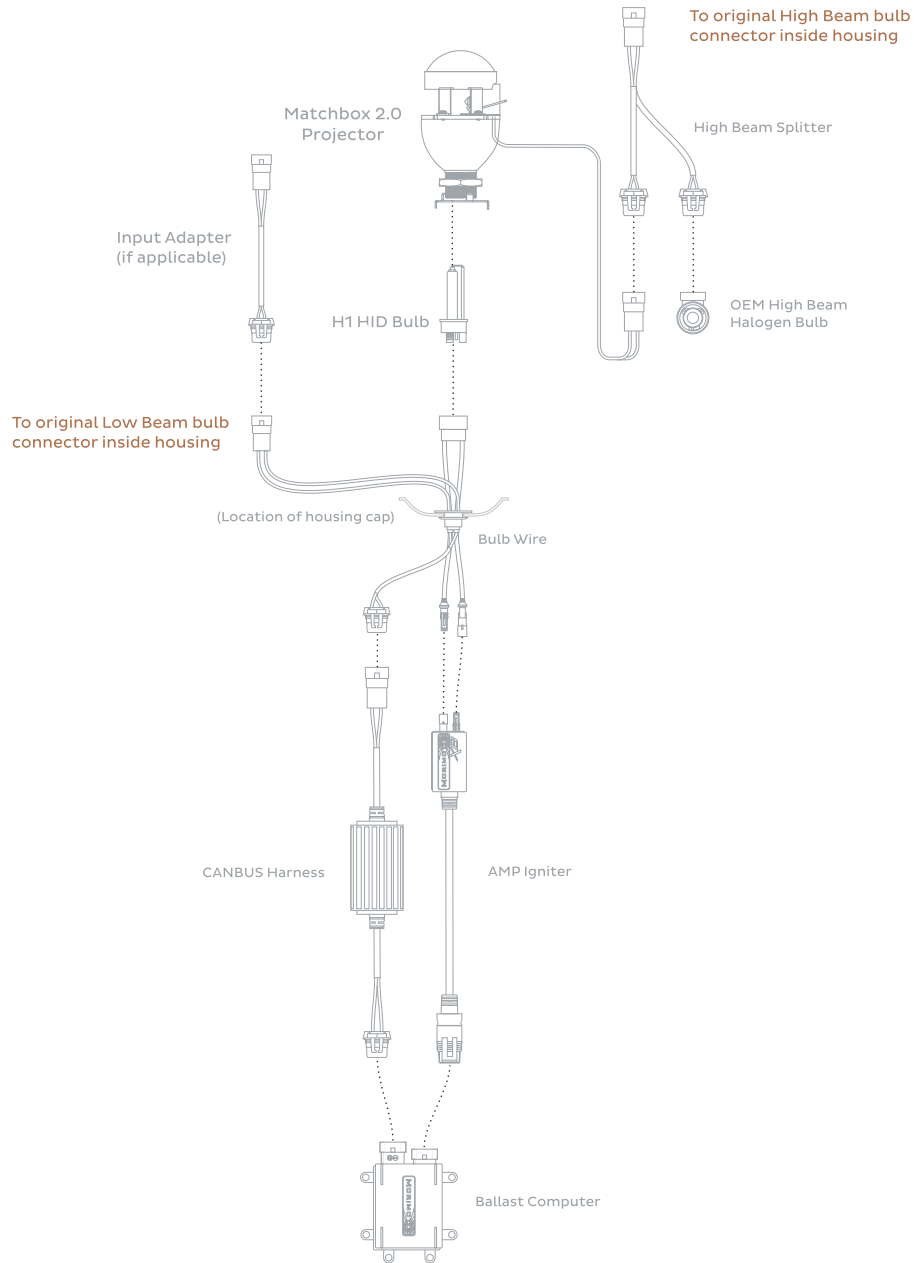 To original High Beam bulb
connector inside housing
Matchbox 2.0
Projector
High Beam Splitter
Input Adapter
(if applicable)
OEM High Beam
Halogen Bulb
H1 HID Bulb
To original Low Beam bulb
connector inside housing
(Location of housing cap)
Bulb Wire
CANBUS Harness
AMP Igniter
Ballast Computer